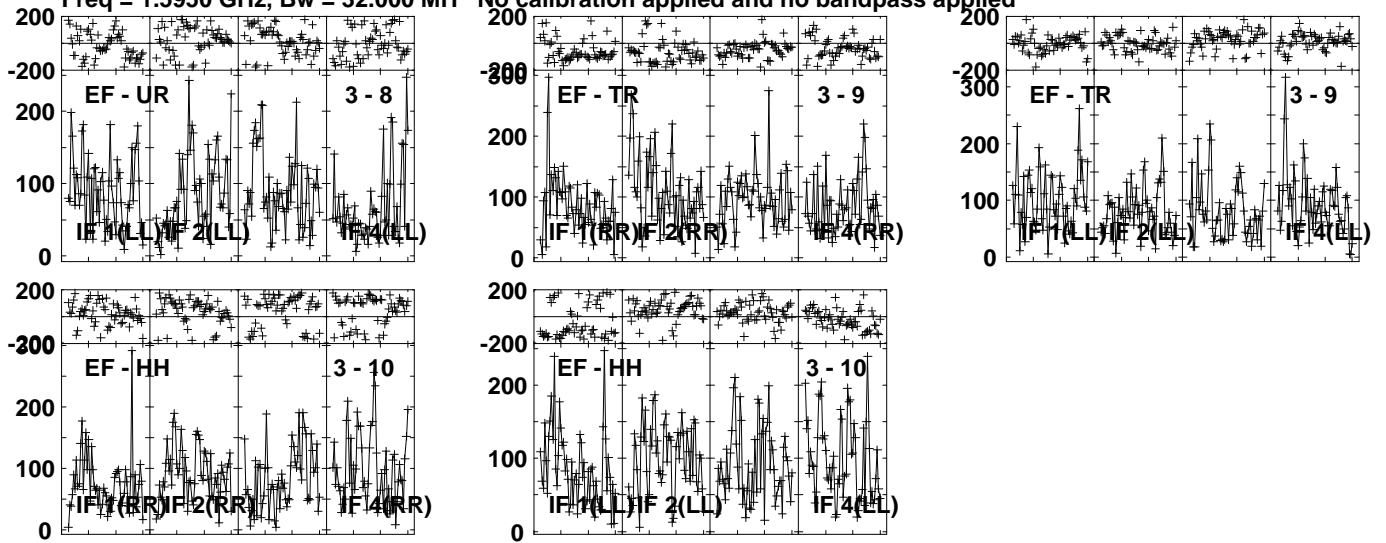 Freq = 1.5950 GHz, Bw = 32.000 MH No calibration applied and no bandpass applied
200 200 200
-200 -200 -200
300 300
EF - UR 3 - 8 EF - TR 3 - 9 EF - TR 3 - 9
200 200 200
100 100 100
IF 1(LL) IF 2(LL) IF 4(LL) IF 1(RR) IF 2(RR) IF 4(RR) IF 1(LL) IF 2(LL) IF 4(LL)
0 0 0
200 200
-200 -200
300
EF - HH 3 - 10 EF - HH 3 - 10
200 200
100 100
IF 1(RR) IF 2(RR) IF 4(RR) IF 1(LL) IF 2(LL) IF 4(LL)
0 0